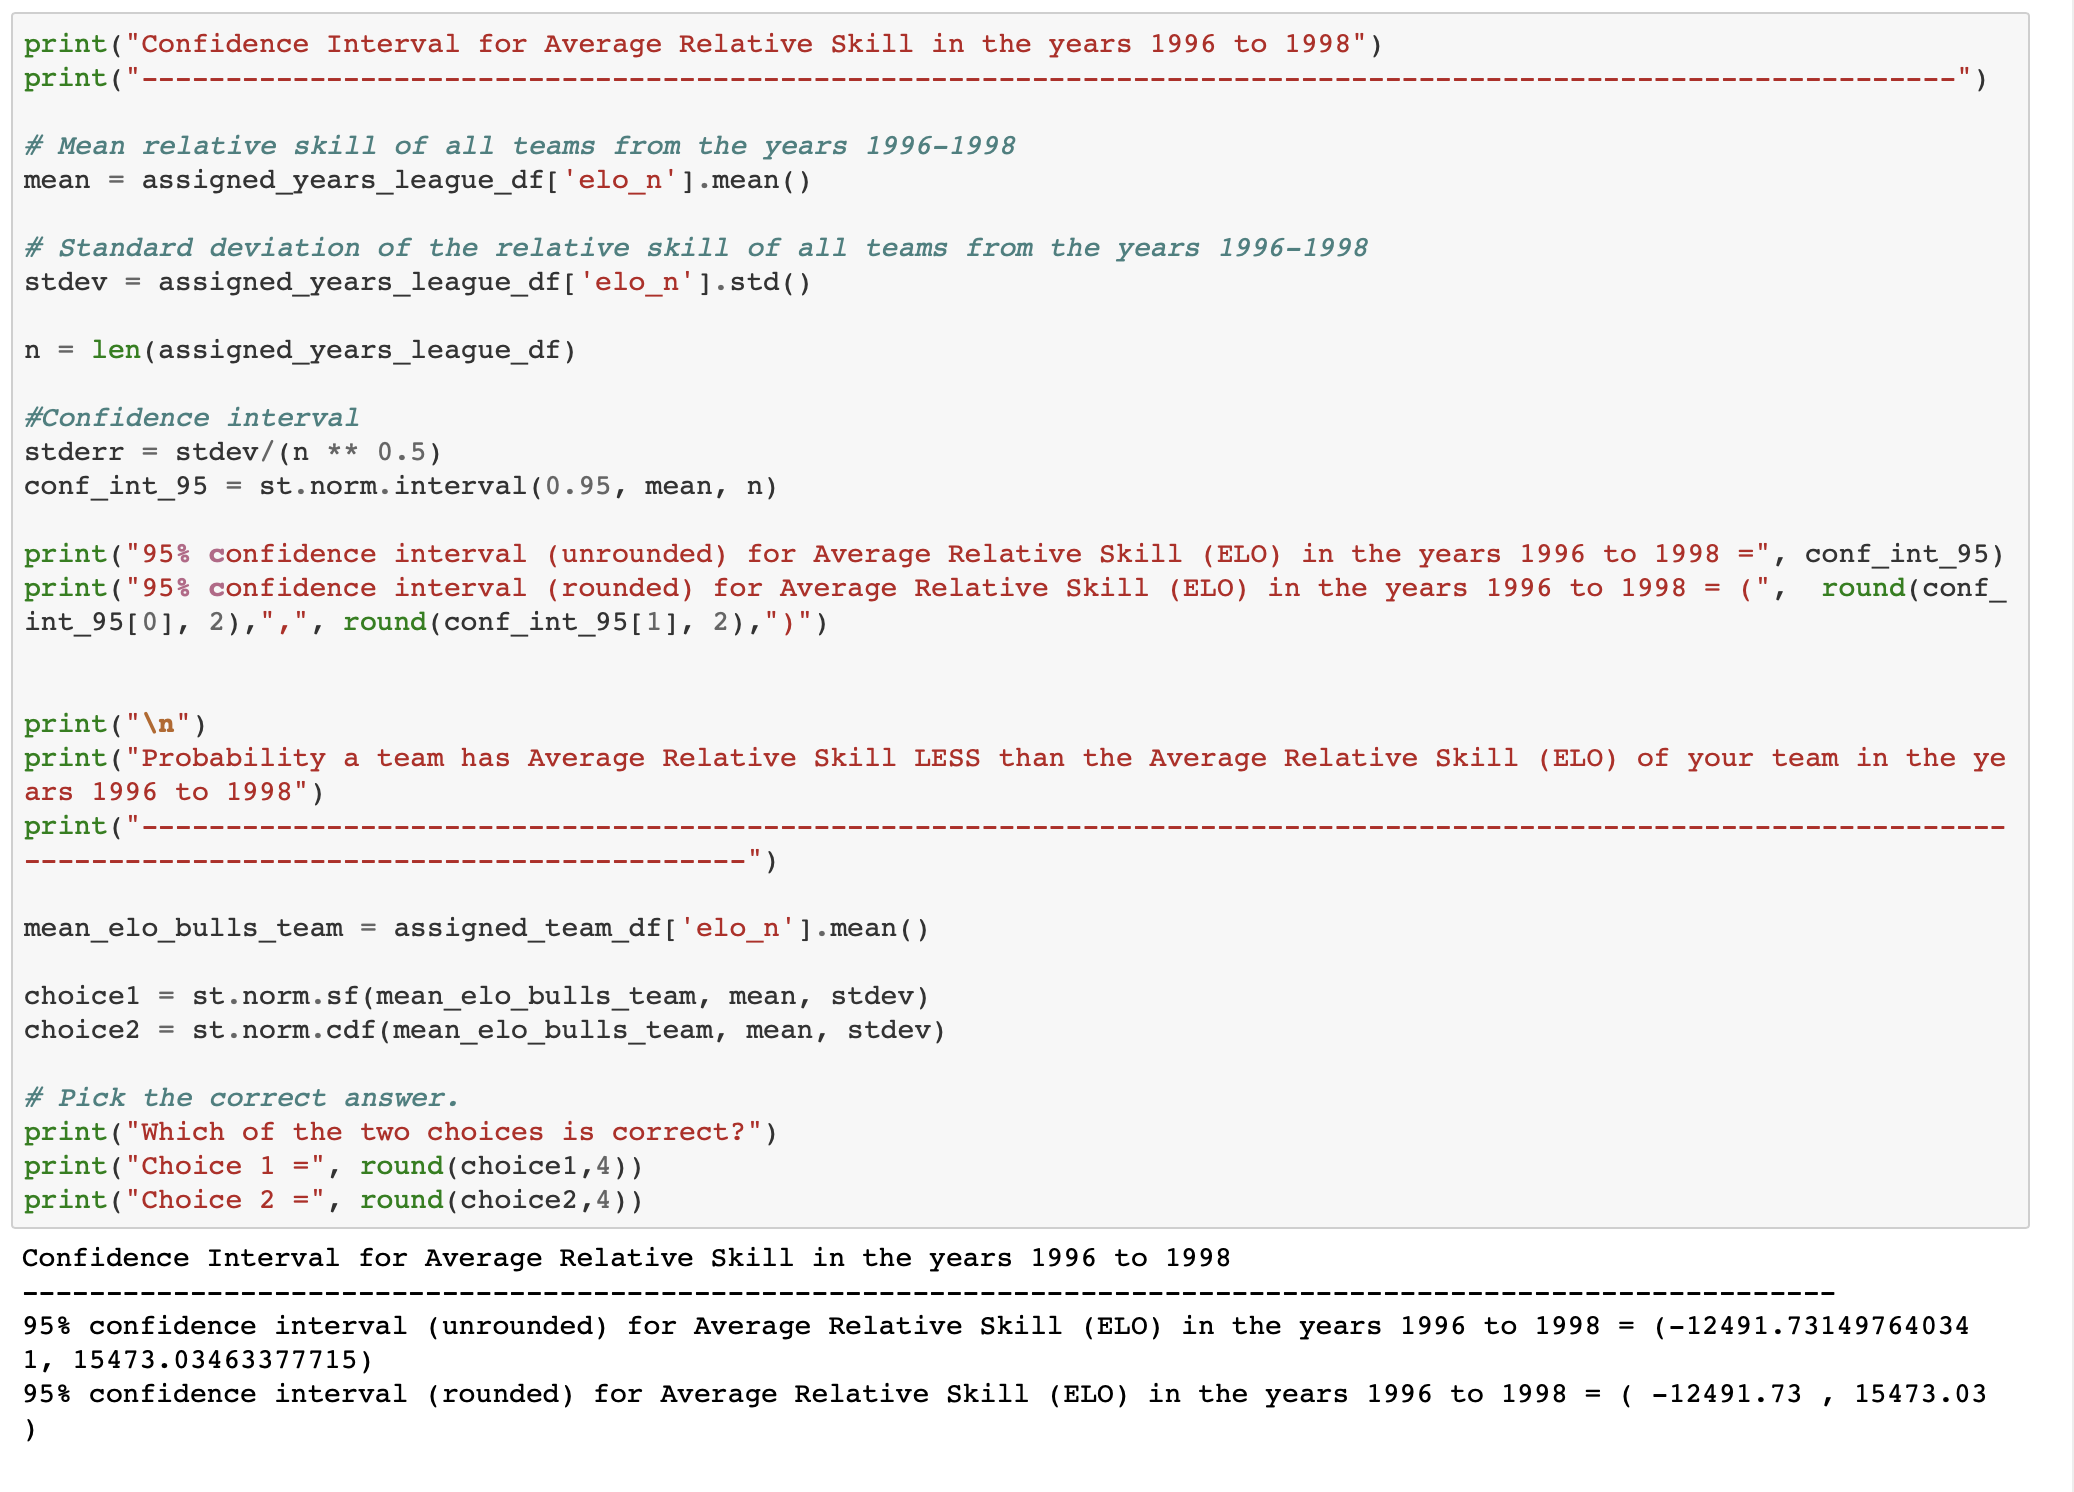 print("Confidence Interval for Average Relative Skill in the years 1996 to 1998")
print("------------------------------------------------------------------------------------------------------------")
# Mean relative skill of all teams from the years 1996-1998
mean = assigned_years_league_df['elo_n'].mean()
# Standard deviation of the relative skill of all teams from the years 1996-1998
stdev = assigned_years_league_df['elo_n'].std()
n = len(assigned_years_league_df)
#Confidence interval
stderr = stdev/(n ** 0.5)
conf_int_95 = st.norm.interval(0.95, mean, n)
print("95% confidence interval (unrounded) for Average Relative Skill (ELO) in the years 1996 to 1998 =", conf_int_95)
print("95% confidence interval (rounded) for Average Relative Skill (ELO) in the years 1996 to 1998 = (",  round(conf_
int_95[0], 2),",", round(conf_int_95[1], 2),")")
print("\n")
print("Probability a team has Average Relative Skill LESS than the Average Relative Skill (ELO) of your team in the ye
ars 1996 to 1998")
print("---------------------------------------------------------------------------------------------------------------
-------------------------------------------")
mean_elo_bulls_team = assigned_team_df['elo_n'].mean()
choice1 = st.norm.sf(mean_elo_bulls_team, mean, stdev)
choice2 = st.norm.cdf(mean_elo_bulls_team, mean, stdev)
# Pick the correct answer.
print("Which of the two choices is correct?")
print("Choice 1 =", round(choice1,4))
print("Choice 2 =", round(choice2,4))
Confidence Interval for Average Relative Skill in the years 1996 to 1998
------------------------------------------------------------------------------------------------------------
95% confidence interval (unrounded) for Average Relative Skill (ELO) in the years 1996 to 1998 = (-12491.73149764034
1, 15473.03463377715)
95% confidence interval (rounded) for Average Relative Skill (ELO) in the years 1996 to 1998 = ( -12491.73 , 15473.03
)